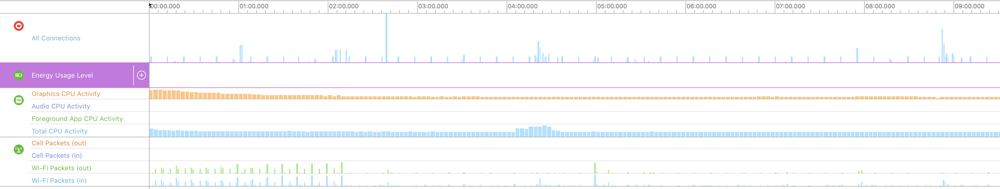 00:00.000 01:00.000 02:00.000 03:00.000 04:00.000 05:00.000 06:00.000 07:00.000 08:00.000 09:00.000
All Connections
Energy Usage Level
Graphics CPU Activity
Audio CPU Activity
Foreground App CPU Activity
Total CPU Activity
Cell Packets (out)
Cell Packets (in)
Wi-Fi Packets (out)
Wi-Fi Packets (in)